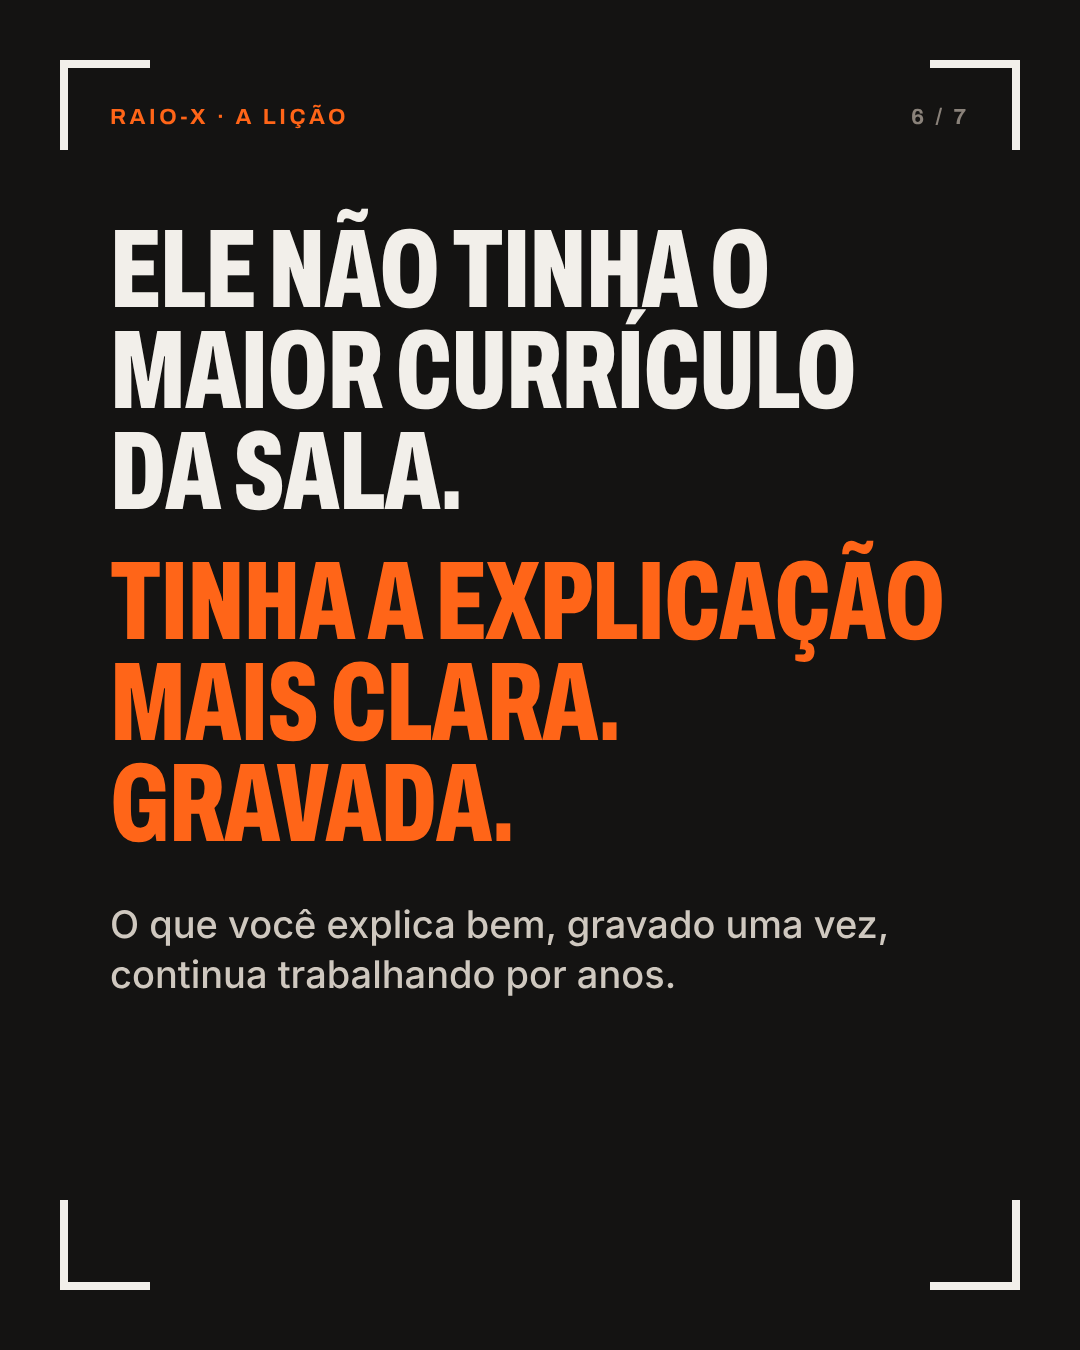 RAIO-X · A LIÇÃO
6 / 7
ELE NÃO TINHA O
MAIOR CURRÍCULO
DA SALA.
TINHA A EXPLICAÇÃO
MAIS CLARA.
GRAVADA.
O que você explica bem, gravado uma vez,
continua trabalhando por anos.